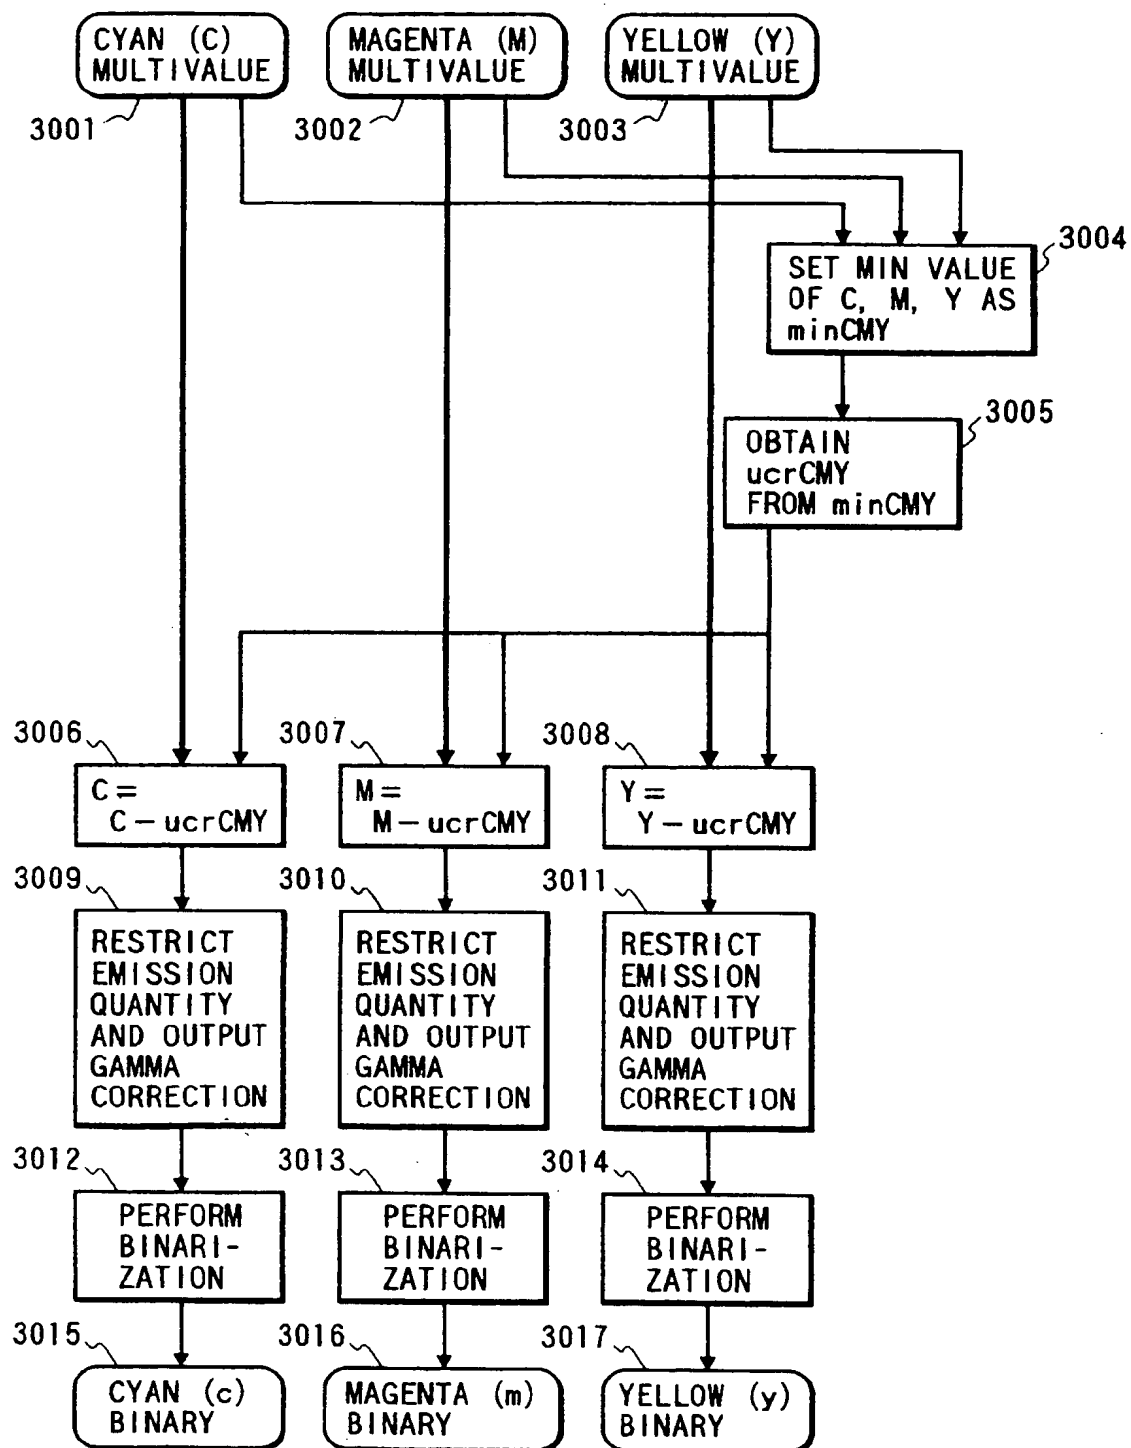 CYAN (C)
MULTIVALUE
3001
MAGENTA (M)
MULTIVALUE
3002
YELLOW (Y)
MULTIVALUE
3003
3004
SET MIN VALUE
OF C, M, Y AS
minCMY
3005
OBTAIN
ucrCMY
FROM minCMY
3006
C=
C-ucrCMY
3007
M=
M-ucrCMY
3008
Y=
Y-ucrCMY
3009
RESTRICT
EMISSION
QUANTITY
AND OUTPUT
GAMMA
CORRECTION
3010
RESTRICT
EMISSION
QUANTITY
AND OUTPUT
GAMMA
CORRECTION
3011
RESTRICT
EMISSION
QUANTITY
AND OUTPUT
GAMMA
CORRECTION
3012
PERFORM
BINARI-
ZATION
3013
PERFORM
BINARI-
ZATION
3014
PERFORM
BINARI-
ZATION
3015
CYAN (c)
BINARY
3016
MAGENTA (m)
BINARY
3017
YELLOW (y)
BINARY